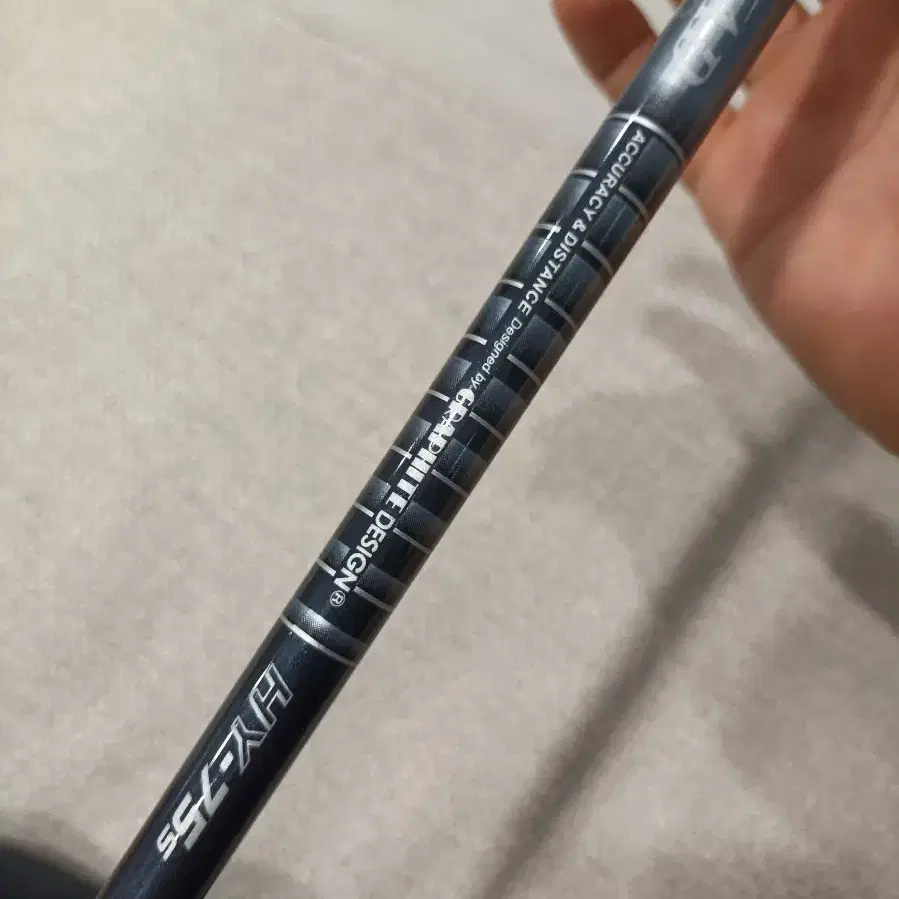 ACCURACY & DISTANCE Designed by GRAPHITE DESIGN®
HY-75s